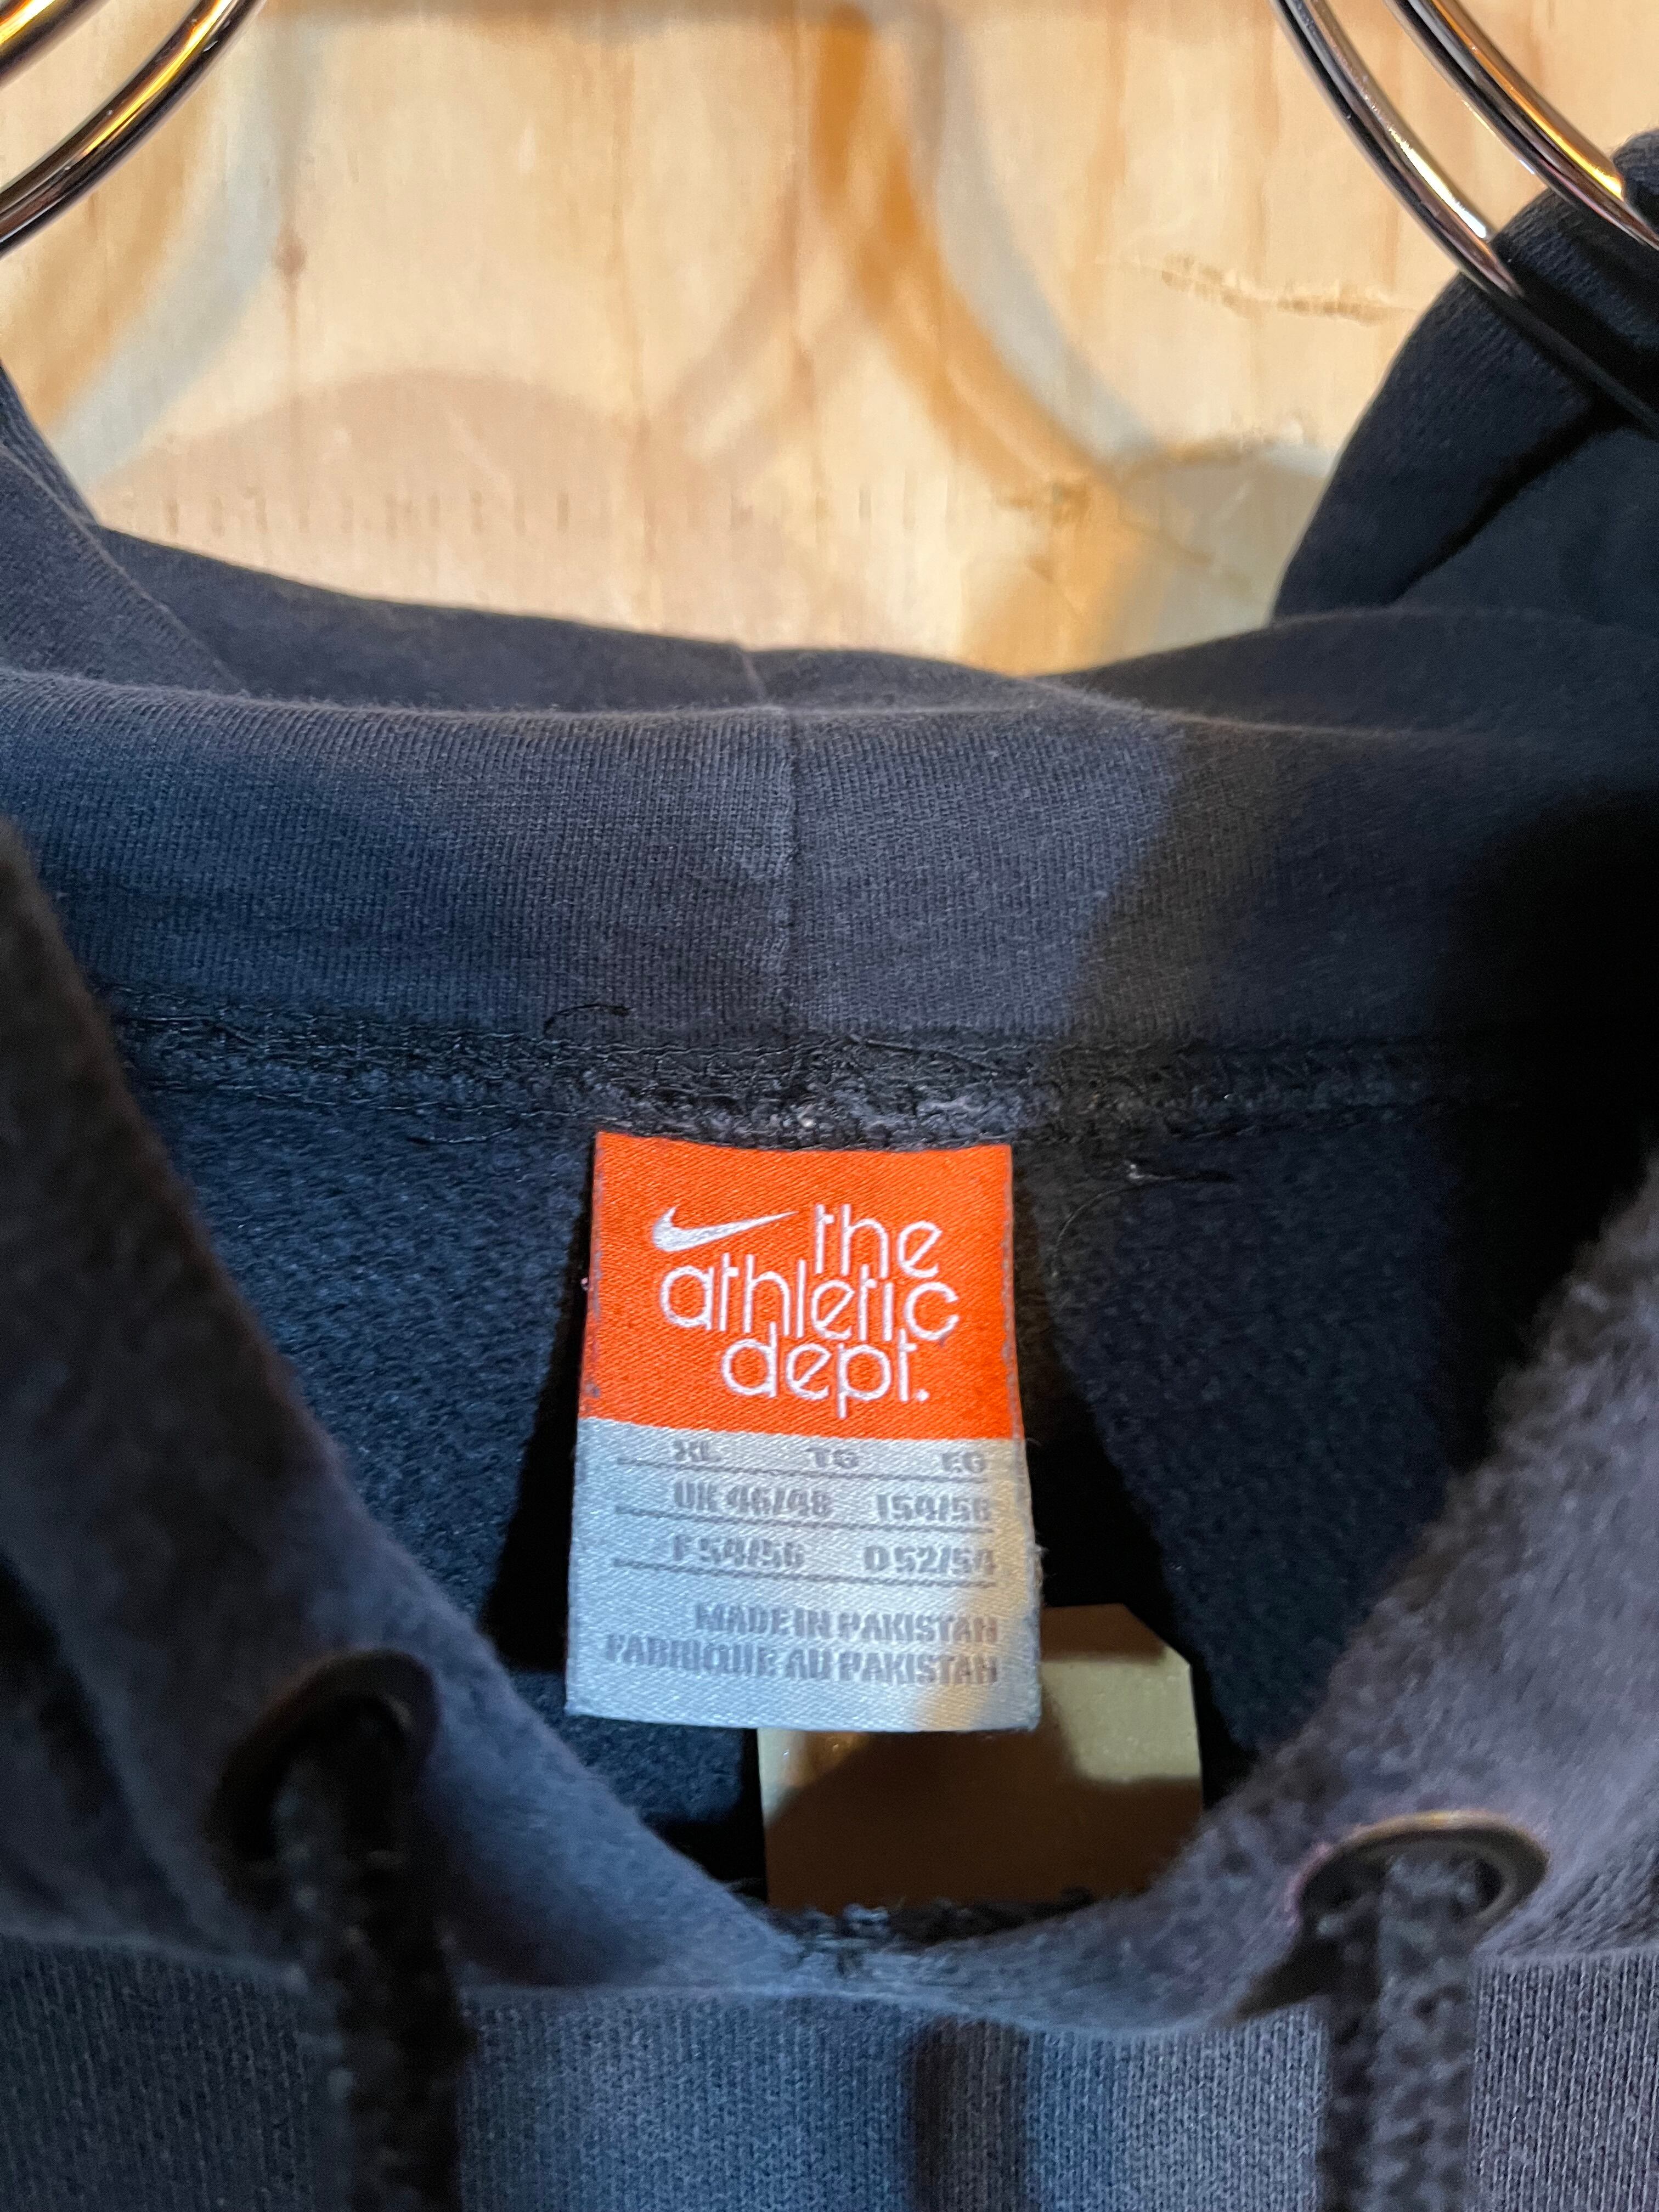 the
athletic
dept.
XL TG EG
UK 46/48 I 54/56
F 54/56 D 52/54
MADE IN PAKISTAN
FABRIQUE AU PAKISTAN